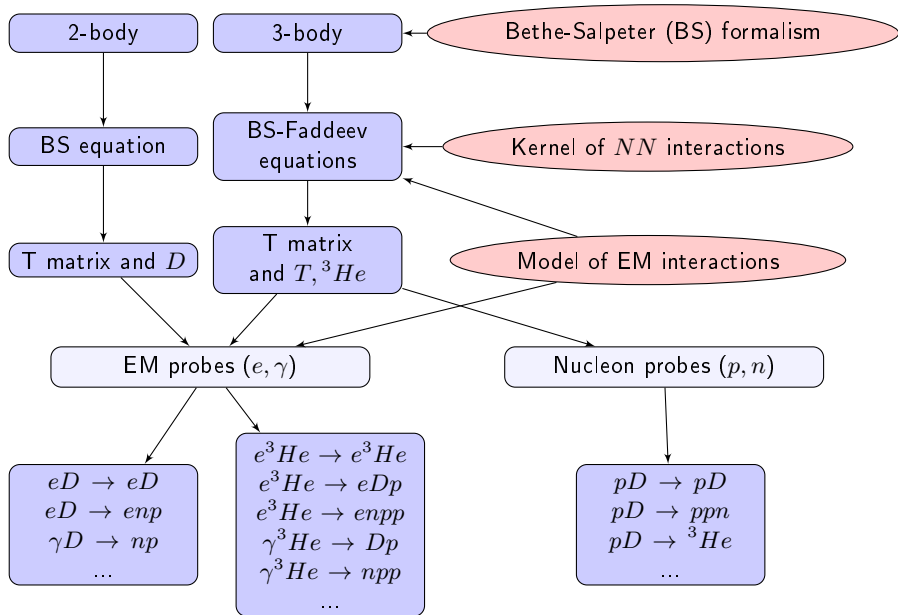 2-body
3-body
Bethe-Salpeter (BS) formalism
BS equation
BS-Faddeev
equations
Kernel of NN interactions
T matrix and D
T matrix
and T, ³He
Model of EM interactions
EM probes (e, γ)
Nucleon probes (p, n)
eD → eD
eD → enp
γD → np
...
e³He → e³He
e³He → eDp
e³He → enpp
γ³He → Dp
γ³He → npp
...
pD → pD
pD → ppn
pD → ³He
...